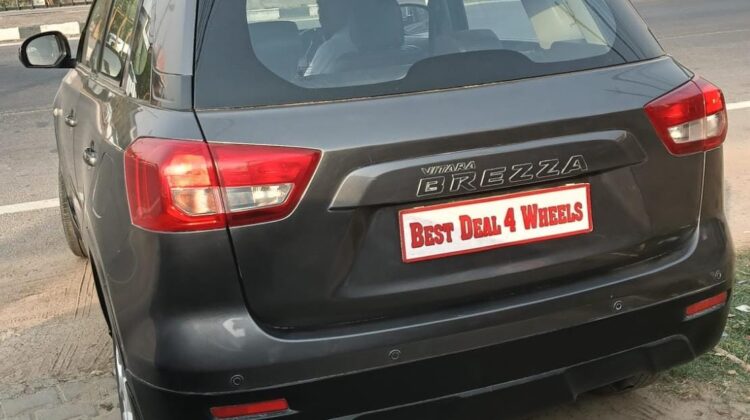 VITARA
BREZZA
BEST DEAL 4 WHEELS